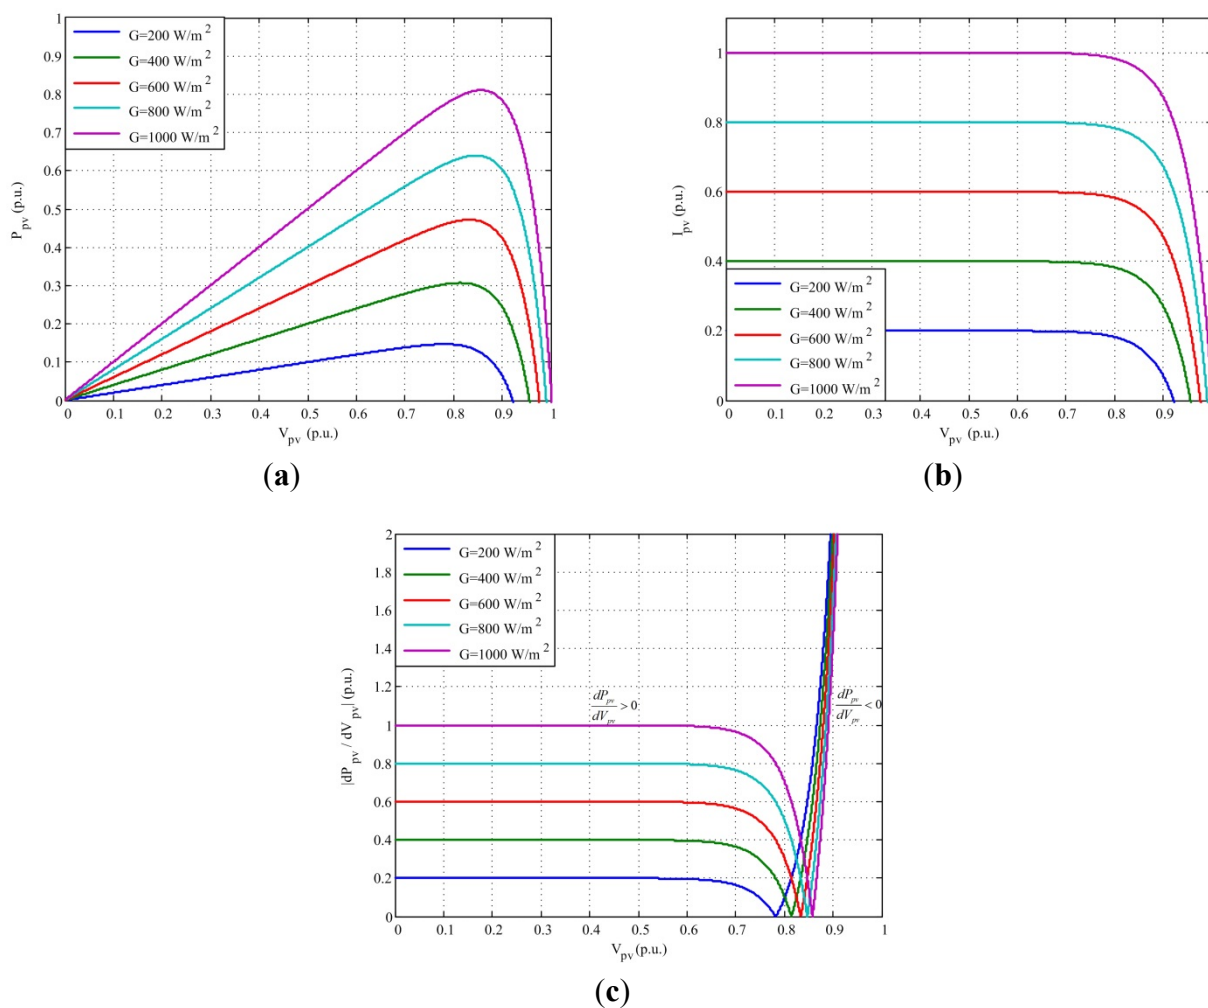 1
0.9
0.8
0.7
0.6
0.5
0.4
0.3
0.2
0.1
0
P_pv (p.u.)
G=200 W/m^2
G=400 W/m^2
G=600 W/m^2
G=800 W/m^2
G=1000 W/m^2
0 0.1 0.2 0.3 0.4 0.5 0.6 0.7 0.8 0.9 1
V_pv (p.u.)
(a)
1
0.8
0.6
0.4
0.2
0
I_pv (p.u.)
G=200 W/m^2
G=400 W/m^2
G=600 W/m^2
G=800 W/m^2
G=1000 W/m^2
0 0.1 0.2 0.3 0.4 0.5 0.6 0.7 0.8 0.9
V_pv (p.u.)
(b)
2
1.8
1.6
1.4
1.2
1
0.8
0.6
0.4
0.2
0
|dP_pv / dV_pv| (p.u.)
G=200 W/m^2
G=400 W/m^2
G=600 W/m^2
G=800 W/m^2
G=1000 W/m^2
dP_pv/dV_pv > 0
dP_pv/dV_pv < 0
0 0.1 0.2 0.3 0.4 0.5 0.6 0.7 0.8 0.9 1
V_pv (p.u.)
(c)